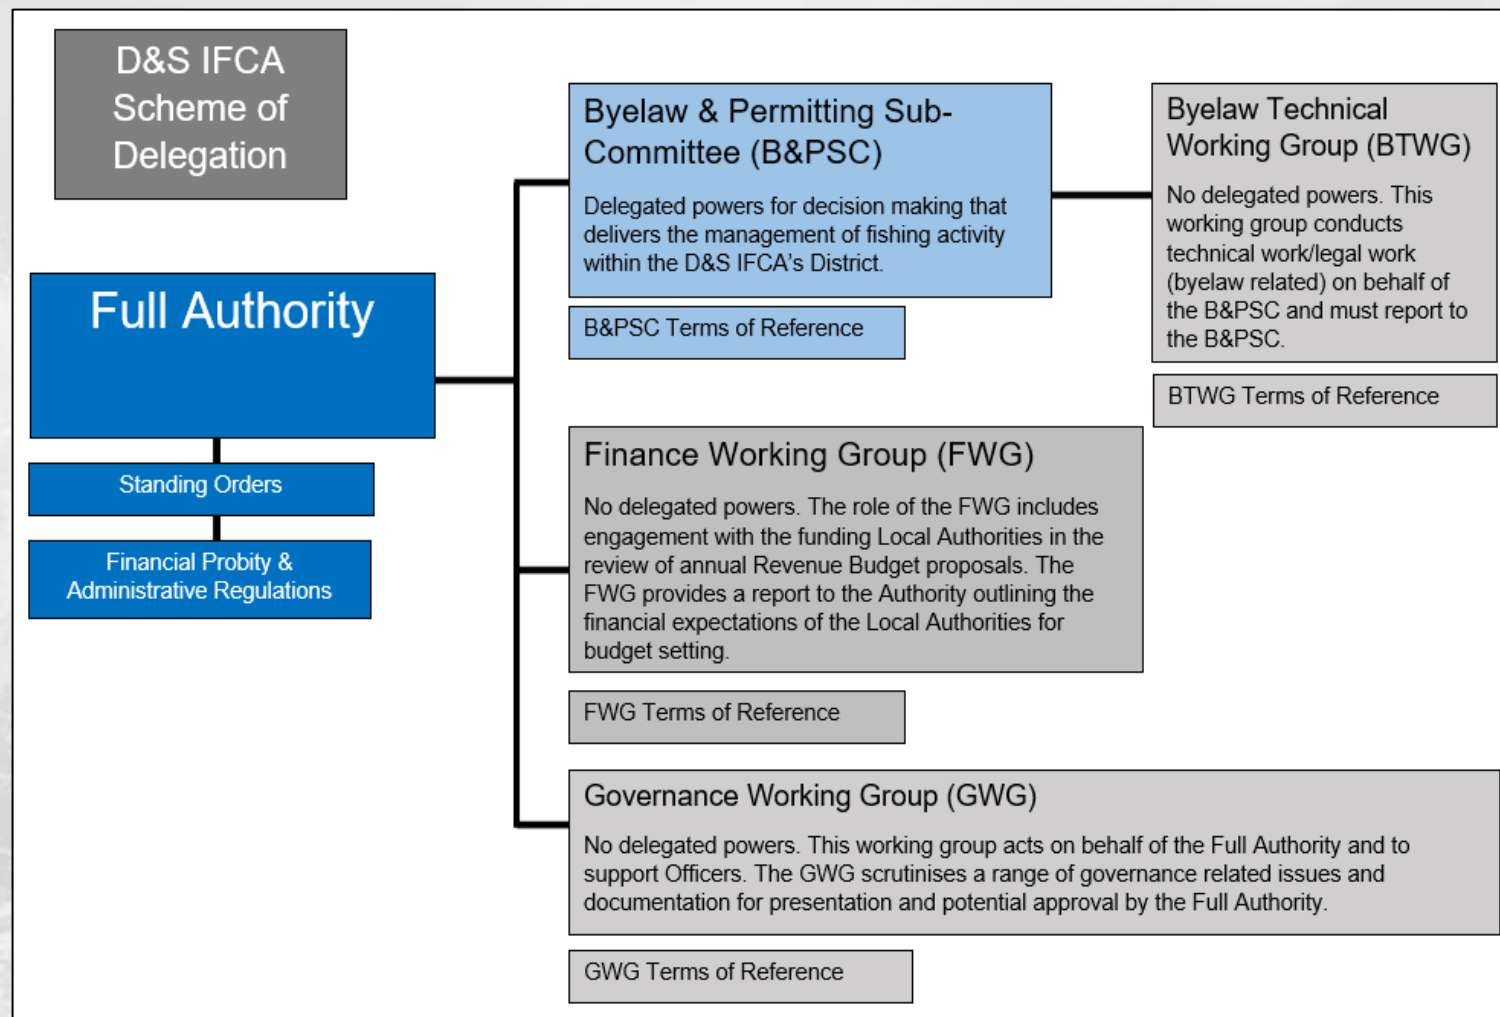 D&S IFCA
Scheme of
Delegation
Full Authority
Standing Orders
Financial Probity &
Administrative Regulations
Byelaw & Permitting Sub-
Committee (B&PSC)
Delegated powers for decision making that
delivers the management of fishing activity
within the D&S IFCA's District.
B&PSC Terms of Reference
Byelaw Technical
Working Group (BTWG)
No delegated powers. This
working group conducts
technical work/legal work
(byelaw related) on behalf of
the B&PSC and must report to
the B&PSC.
BTWG Terms of Reference
Finance Working Group (FWG)
No delegated powers. The role of the FWG includes
engagement with the funding Local Authorities in the
review of annual Revenue Budget proposals. The
FWG provides a report to the Authority outlining the
financial expectations of the Local Authorities for
budget setting.
FWG Terms of Reference
Governance Working Group (GWG)
No delegated powers. This working group acts on behalf of the Full Authority and to
support Officers. The GWG scrutinises a range of governance related issues and
documentation for presentation and potential approval by the Full Authority.
GWG Terms of Reference